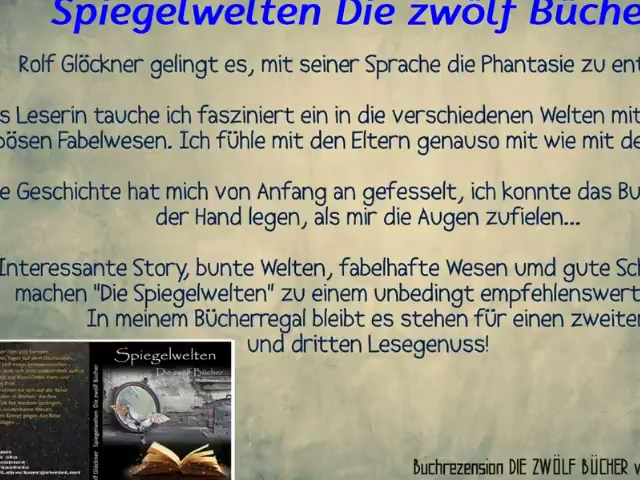 Spiegelwelten Die zwölf Büche
Rolf Glöckner gelingt es, mit seiner Sprache die Phantasie zu ent
s Leserin tauche ich fasziniert ein in die verschiedenen Welten mit
bösen Fabelwesen. Ich fühle mit den Eltern genauso mit wie mit de
e Geschichte hat mich von Anfang an gefesselt, ich konnte das Bu
der Hand legen, als mir die Augen zufielen...
Interessante Story, bunte Welten, fabelhafte Wesen umd gute Sch
machen "Die Spiegelwelten" zu einem unbedingt empfehlenswert
In meinem Bücherregal bleibt es stehen für einen zweiten
und dritten Lesegenuss!
Spiegelwelten
Die zwölf Bücher
Glöckner Spiegelwelten Die zwölf Bücher
Buchrezension DIE ZWÖLF BÜCHER v